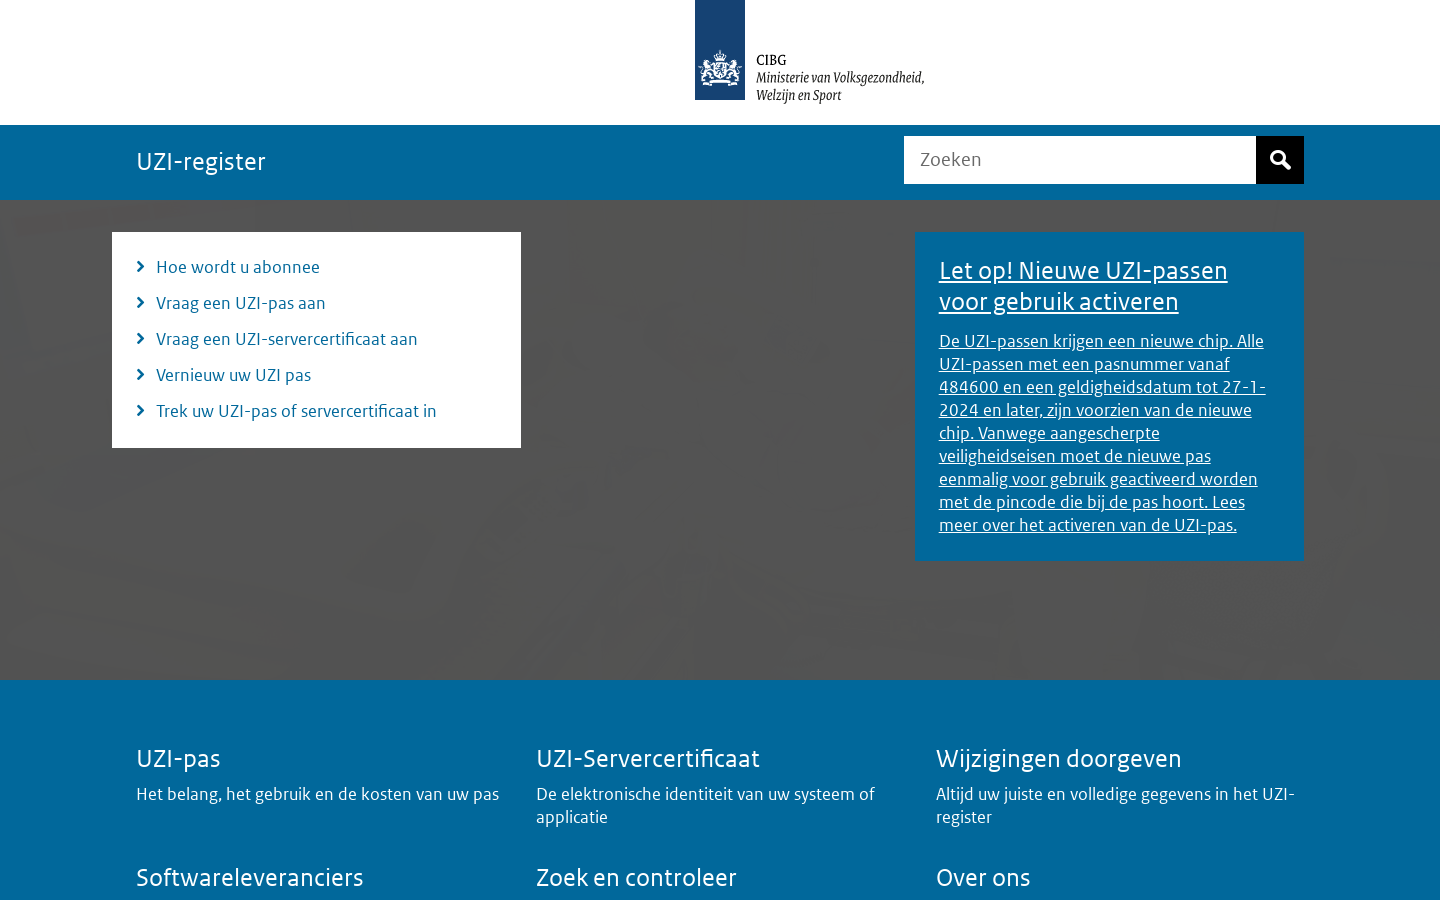 CIBG
Ministerie van Volksgezondheid,
Welzijn en Sport
UZI-register
Zoeken
Hoe wordt u abonnee
Vraag een UZI-pas aan
Vraag een UZI-servercertificaat aan
Vernieuw uw UZI pas
Trek uw UZI-pas of servercertificaat in
Let op! Nieuwe UZI-passen
voor gebruik activeren
De UZI-passen krijgen een nieuwe chip. Alle
UZI-passen met een pasnummer vanaf
484600 en een geldigheidsdatum tot 27-1-
2024 en later, zijn voorzien van de nieuwe
chip. Vanwege aangescherpte
veiligheidseisen moet de nieuwe pas
eenmalig voor gebruik geactiveerd worden
met de pincode die bij de pas hoort. Lees
meer over het activeren van de UZI-pas.
UZI-pas
Het belang, het gebruik en de kosten van uw pas
UZI-Servercertificaat
De elektronische identiteit van uw systeem of
applicatie
Wijzigingen doorgeven
Altijd uw juiste en volledige gegevens in het UZI-
register
Softwareleveranciers
Zoek en controleer
Over ons